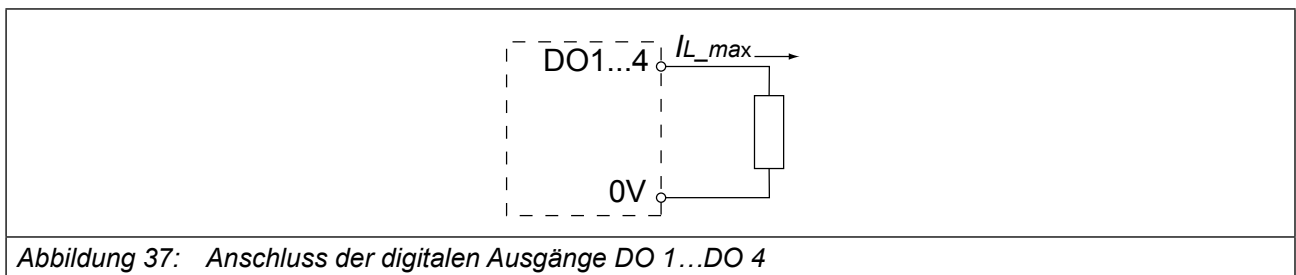 DO1...4 IL_max
0V
Abbildung 37: Anschluss der digitalen Ausgänge DO 1…DO 4